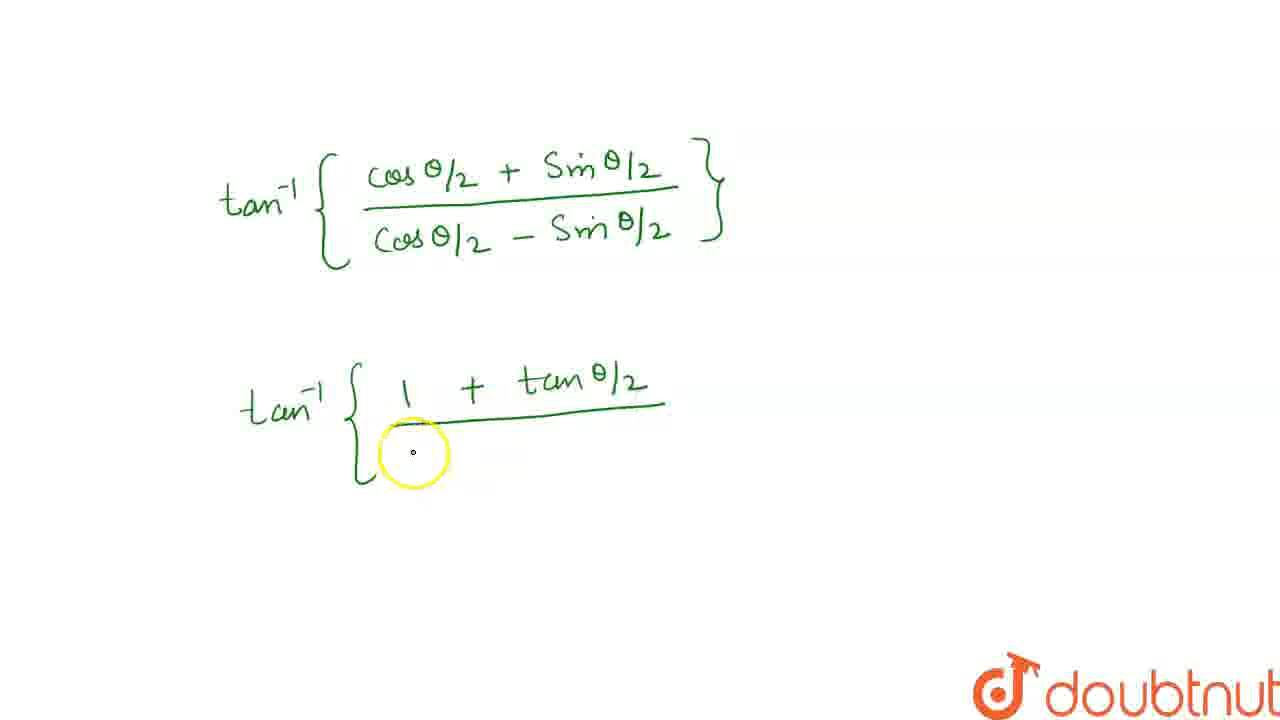 tan⁻¹ { cos θ/2 + Sin θ/2 }
cos θ/2 − Sin θ/2
tan⁻¹ { 1 + tan θ/2
doubtnut